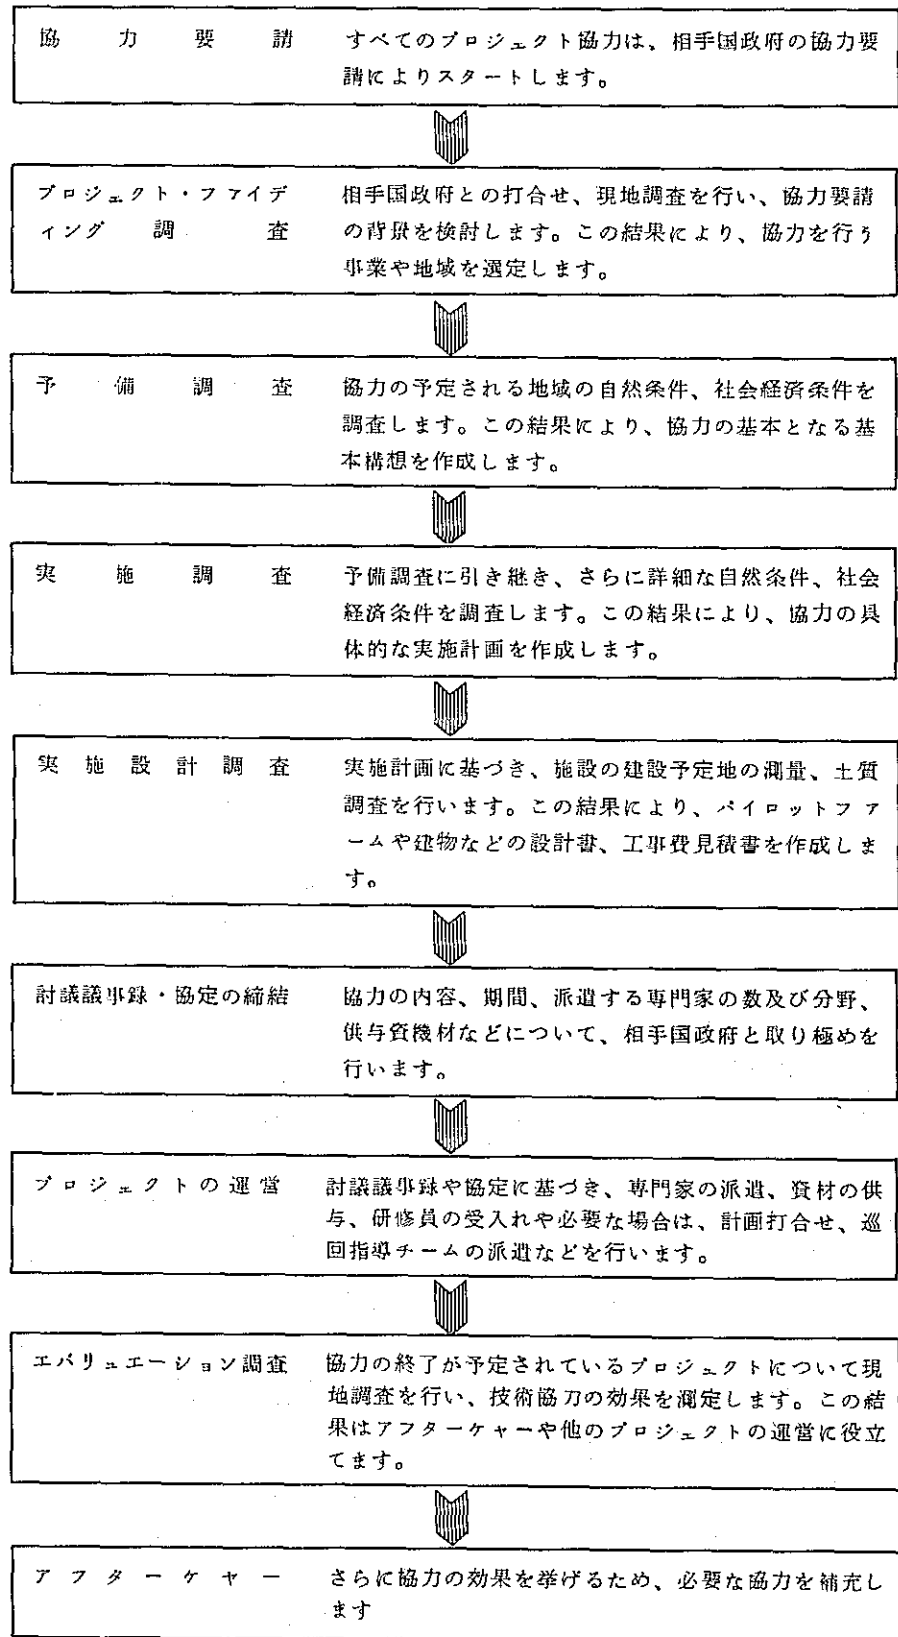 協力要請 すべてのプロジェクト協力は、相手国政府の協力要
請によりスタートします。
プロジェクト・ファイデ 相手国政府との打合せ、現地調査を行い、協力要請
ィング調査 の背景を検討します。この結果により、協力を行う
事業や地域を選定します。
予備調査 協力の予定される地域の自然条件、社会経済条件を
調査します。この結果により、協力の基本となる基
本構想を作成します。
実施調査 予備調査に引き継き、さらに詳細な自然条件、社会
経済条件を調査します。この結果により、協力の具
体的な実施計画を作成します。
実施設計調査 実施計画に基づき、施設の建設予定地の測量、土質
調査を行います。この結果により、パイロットファ
ームや建物などの設計書、工事費見積書を作成しま
す。
討議議事録・協定の締結 協力の内容、期間、派遣する専門家の数及び分野、
供与資機材などについて、相手国政府と取り極めを
行います。
プロジェクトの運営 討議議事録や協定に基づき、専門家の派遣、資材の供
与、研修員の受入れや必要な場合は、計画打合せ、巡
回指導チームの派遣などを行います。
エバリュエーション調査 協力の終了が予定されているプロジェクトについて現
地調査を行い、技術協力の効果を測定します。この結
果はアフターケャーや他のプロジェクトの運営に役立
てます。
アフターケャー さらに協力の効果を挙げるため、必要な協力を補充し
ます